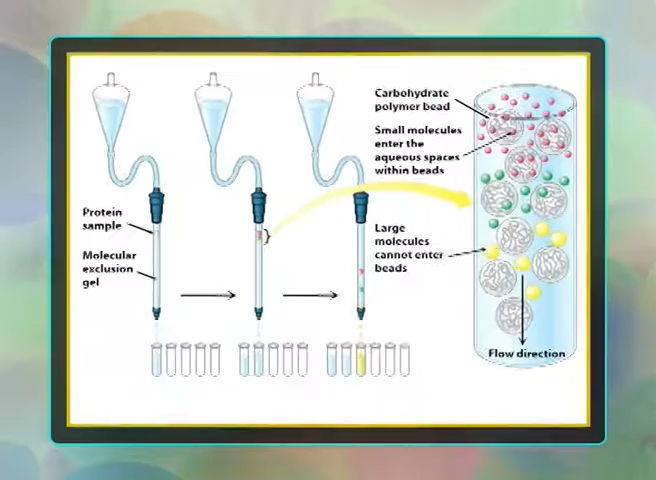 Carbohydrate
polymer bead
Small molecules
enter the
aqueous spaces
within beads
Protein
sample
Large
molecules
cannot enter
beads
Molecular
exclusion
gel
Flow direction